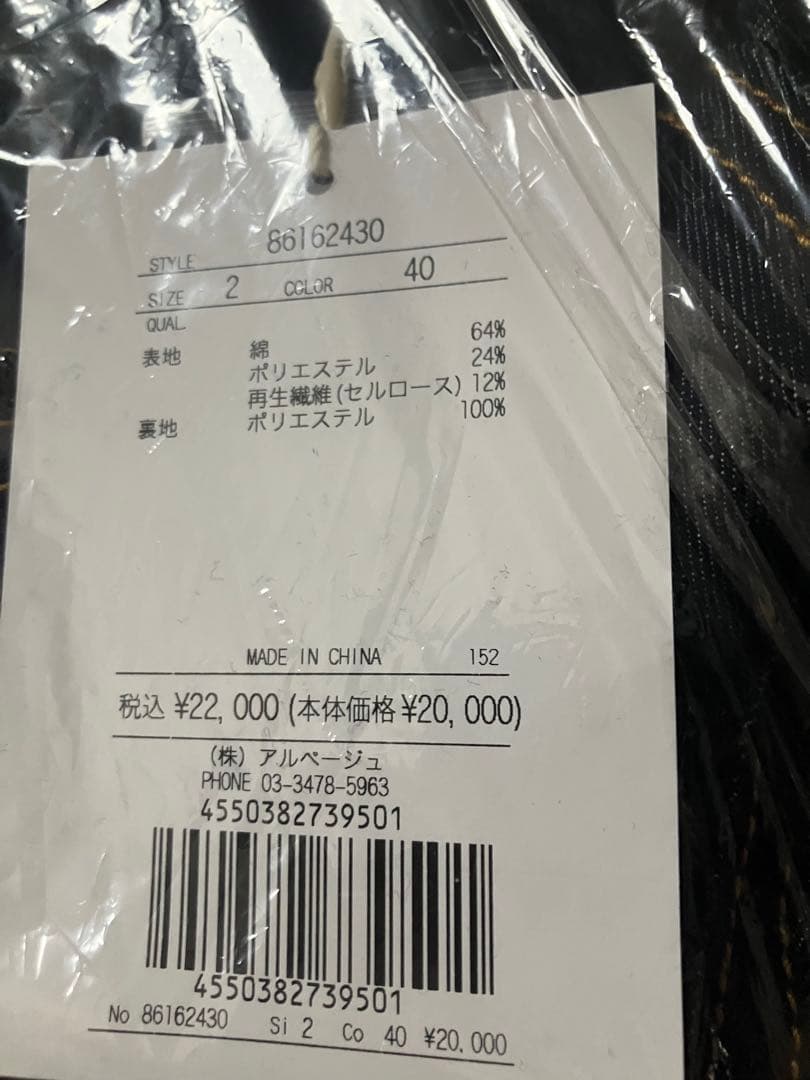 STYLE 86162430
SIZE 2 COLOR 40
QUAL
表地 綿 64%
ポリエステル 24%
再生繊維(セルロース) 12%
裏地 ポリエステル 100%
MADE IN CHINA 152
税込 ¥22,000 (本体価格 ¥20,000)
(株) アルページュ
PHONE 03-3478-5963
4550382739501
4550382739501
No 86162430 Si 2 Co 40 ¥20,000